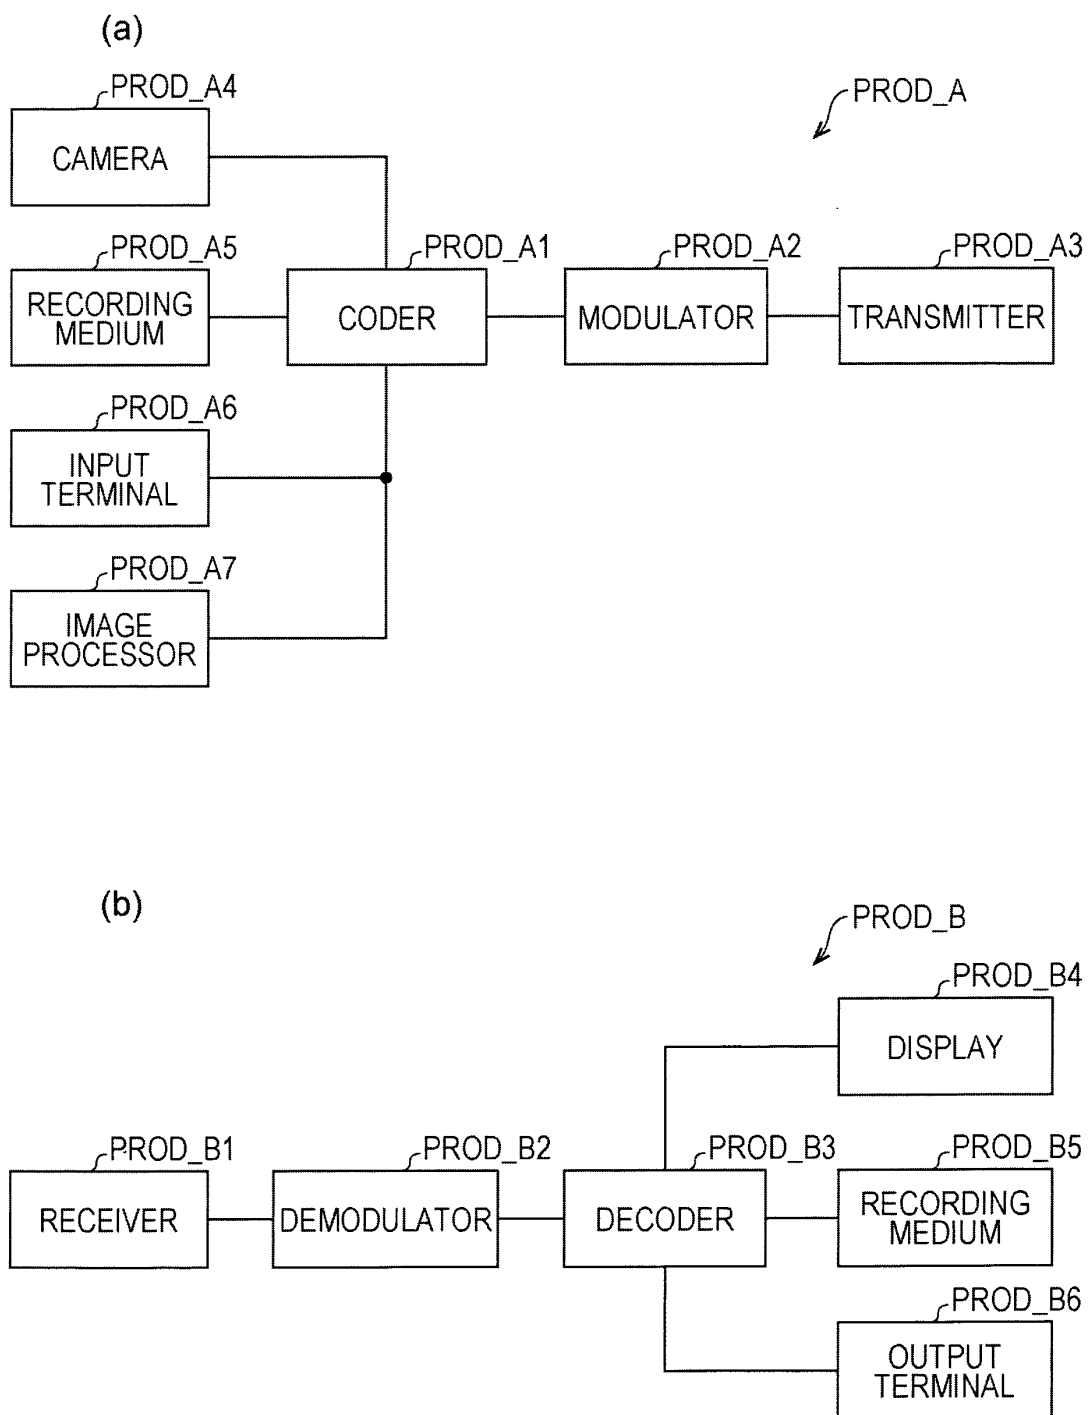 (a)
PROD_A4
CAMERA
PROD_A
PROD_A5
RECORDING
MEDIUM
PROD_A1
CODER
PROD_A2
MODULATOR
PROD_A3
TRANSMITTER
PROD_A6
INPUT
TERMINAL
PROD_A7
IMAGE
PROCESSOR
(b)
PROD_B
PROD_B4
DISPLAY
PROD_B1
RECEIVER
PROD_B2
DEMODULATOR
PROD_B3
DECODER
PROD_B5
RECORDING
MEDIUM
PROD_B6
OUTPUT
TERMINAL